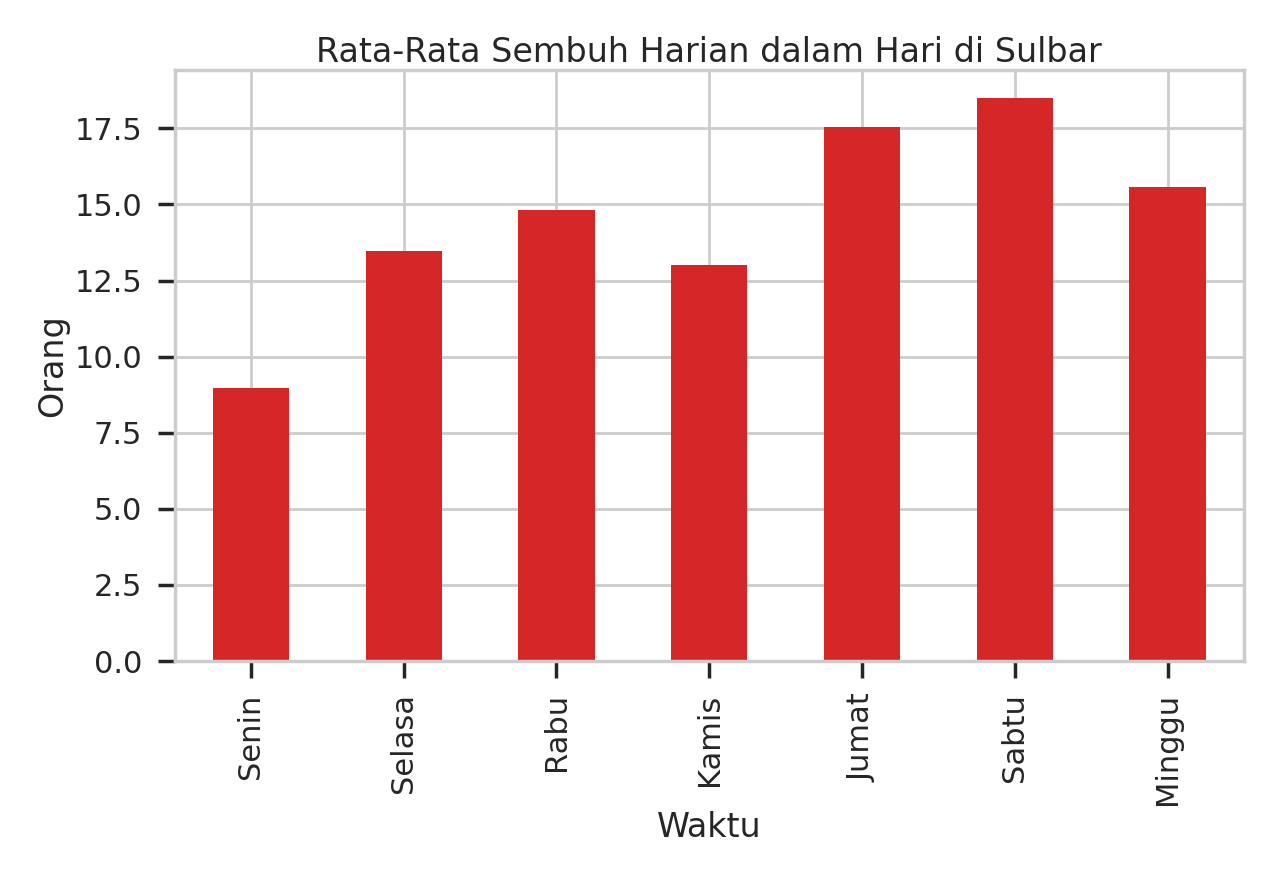 Rata-Rata Sembuh Harian dalam Hari di Sulbar
Orang
17.5
15.0
12.5
10.0
7.5
5.0
2.5
0.0
Senin
Selasa
Rabu
Kamis
Jumat
Sabtu
Minggu
Waktu